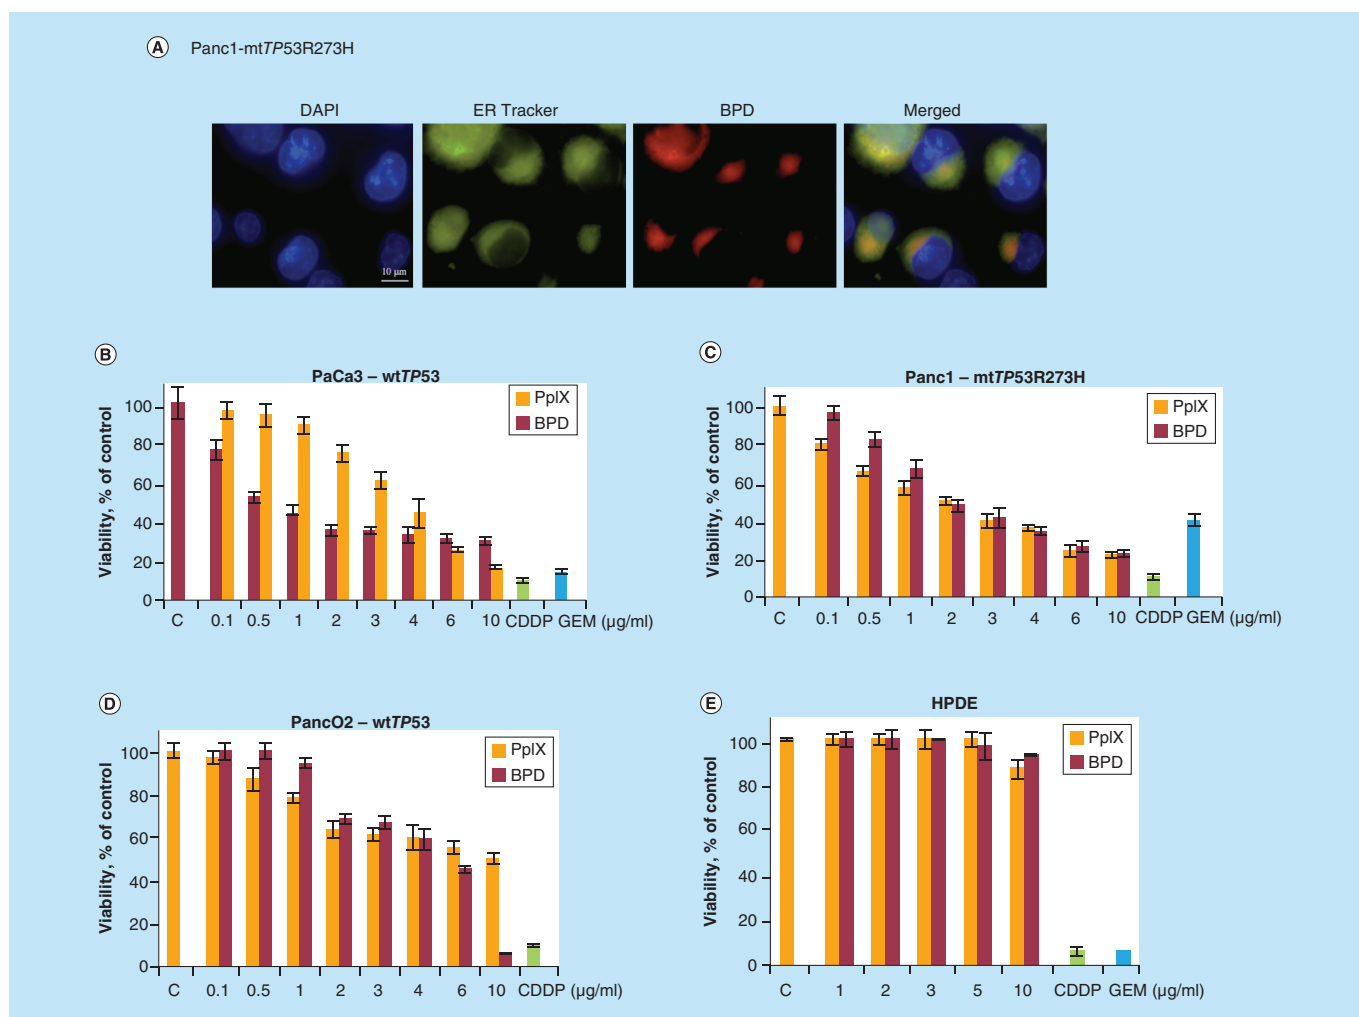 A Panc1-mtTP53R273H
DAPI ER Tracker BPD Merged
10 µm
B
PaCa3 – wtTP53
PpIX
BPD
Viability, % of control
100
80
60
40
20
0
C 0.1 0.5 1 2 3 4 6 10 CDDP GEM (µg/ml)
C
Panc1 – mtTP53R273H
PpIX
BPD
Viability, % of control
100
80
60
40
20
0
C 0.1 0.5 1 2 3 4 6 10 CDDP GEM (µg/ml)
D
PancO2 – wtTP53
PpIX
BPD
Viability, % of control
100
80
60
40
20
0
C 0.1 0.5 1 2 3 4 6 10 CDDP (µg/ml)
E
HPDE
PpIX
BPD
Viability, % of control
100
80
60
40
20
0
C 1 2 3 5 10 CDDP GEM (µg/ml)